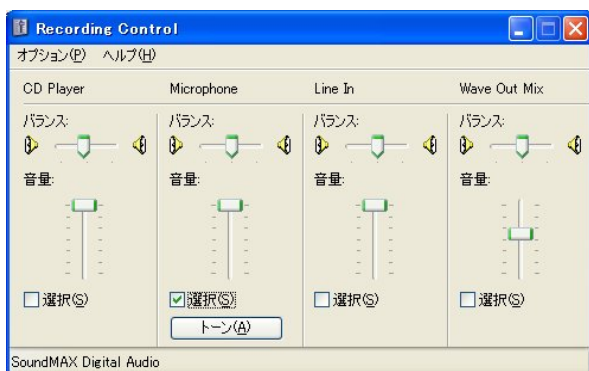 Recording Control
オプション(P) ヘルプ(H)
CD Player Microphone Line In Wave Out Mix
バランス: バランス: バランス: バランス:
音量: 音量: 音量: 音量:
選択(S) 選択(S) 選択(S) 選択(S)
トーン(A)
SoundMAX Digital Audio